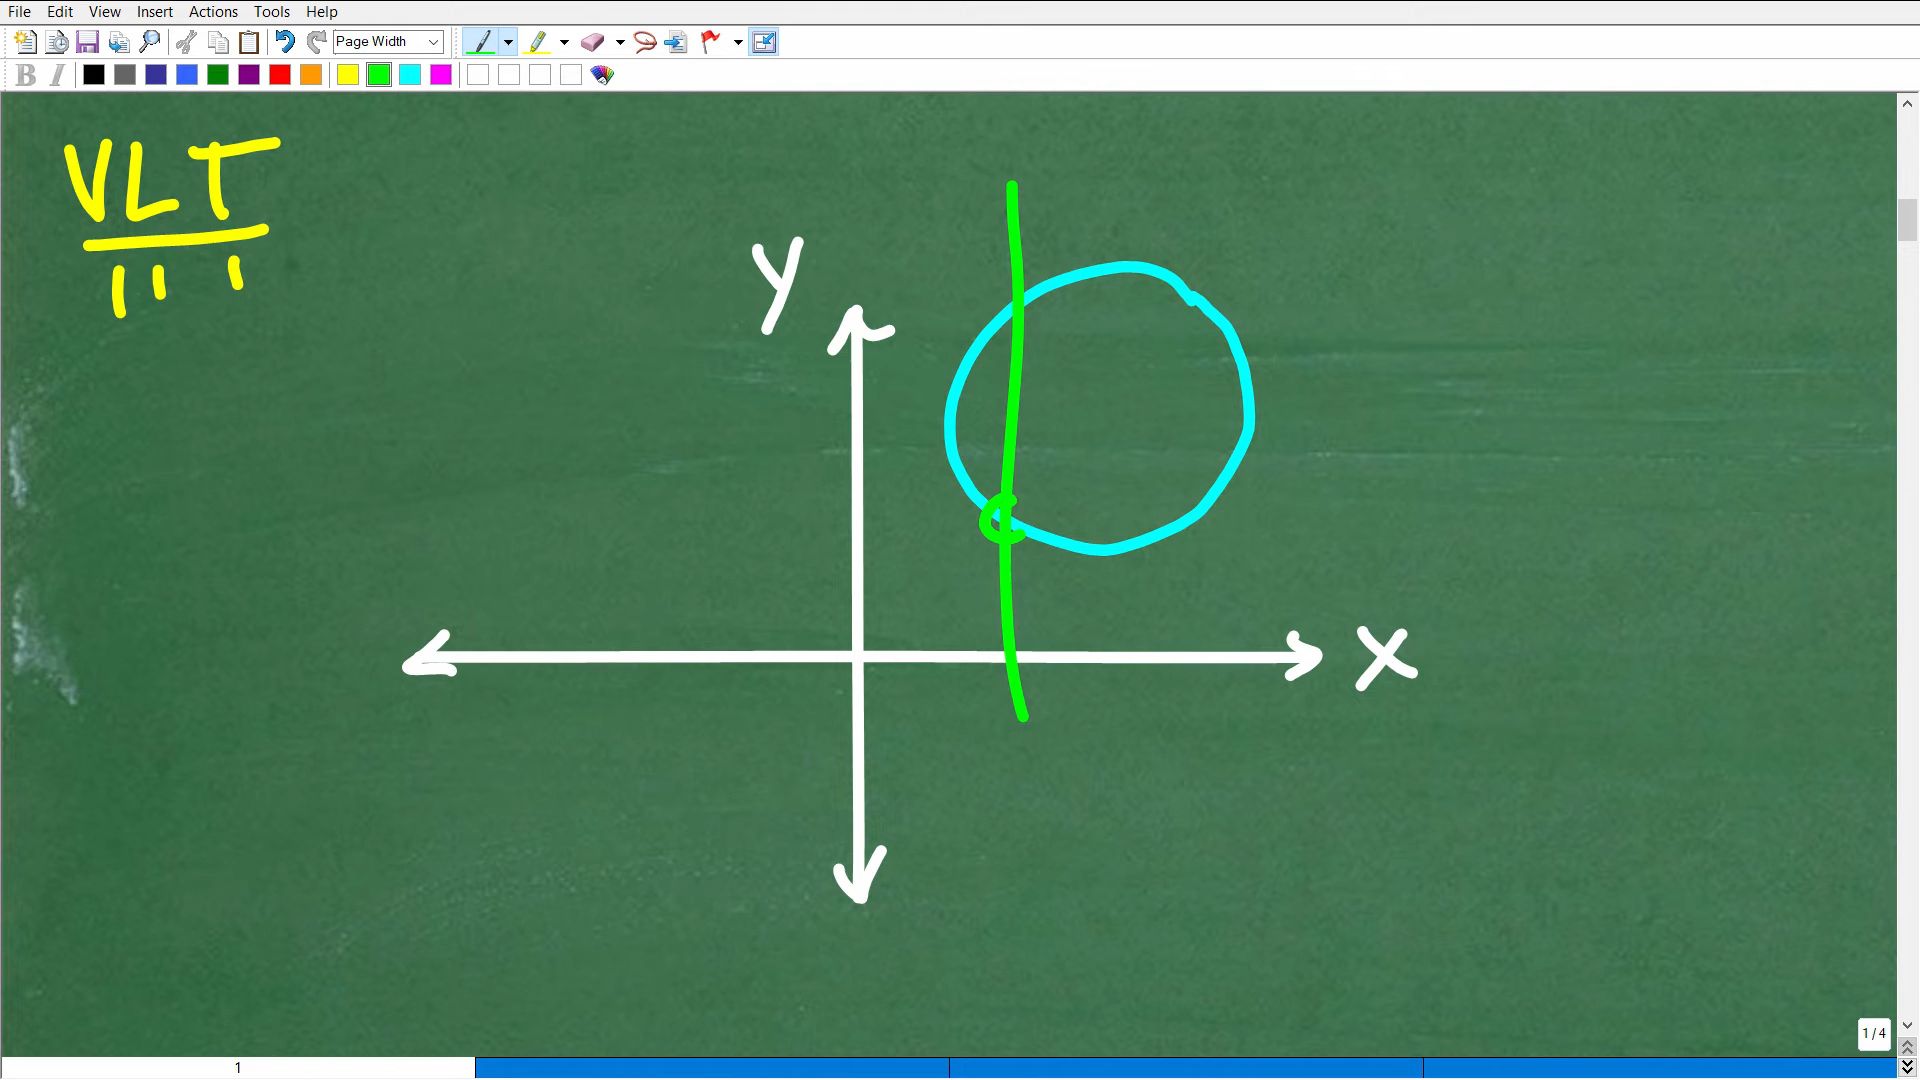 File Edit View Insert Actions Tools Help
Page Width
B I
VLT
y
x
1 / 4
1